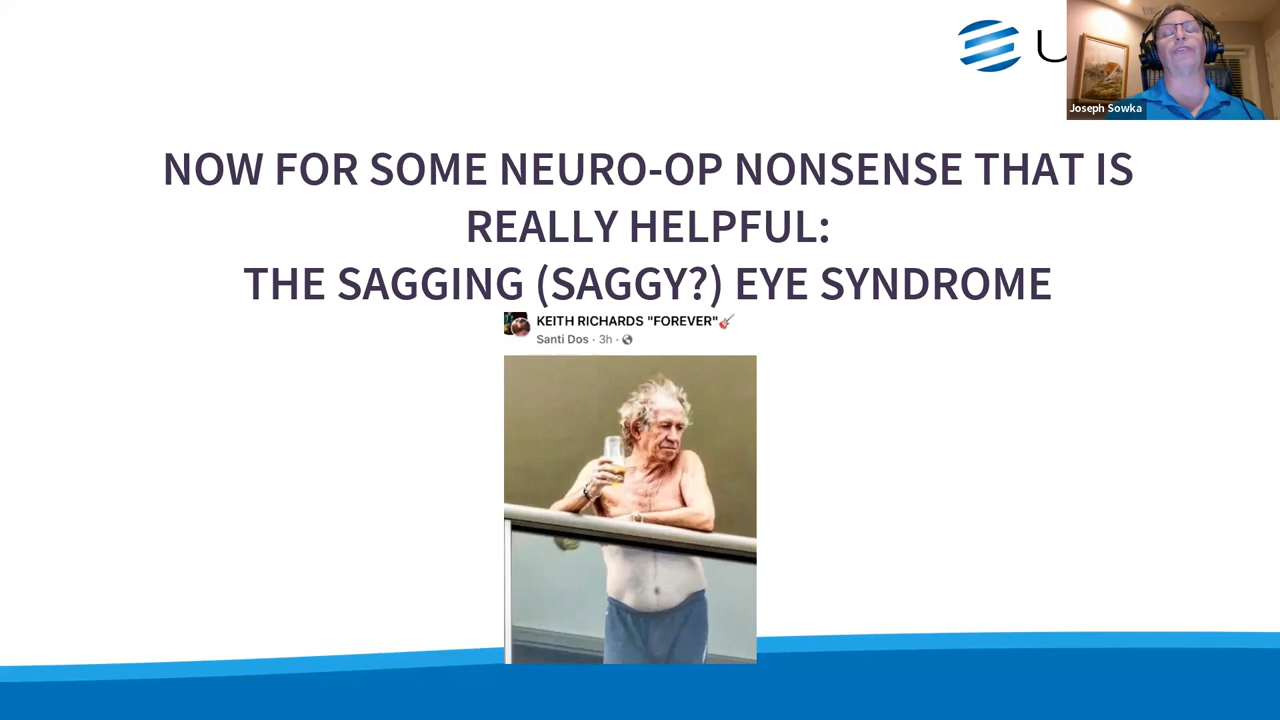 U
Joseph Sowka
NOW FOR SOME NEURO-OP NONSENSE THAT IS
REALLY HELPFUL:
THE SAGGING (SAGGY?) EYE SYNDROME
KEITH RICHARDS "FOREVER"🎸
Santi Dos · 3h ·